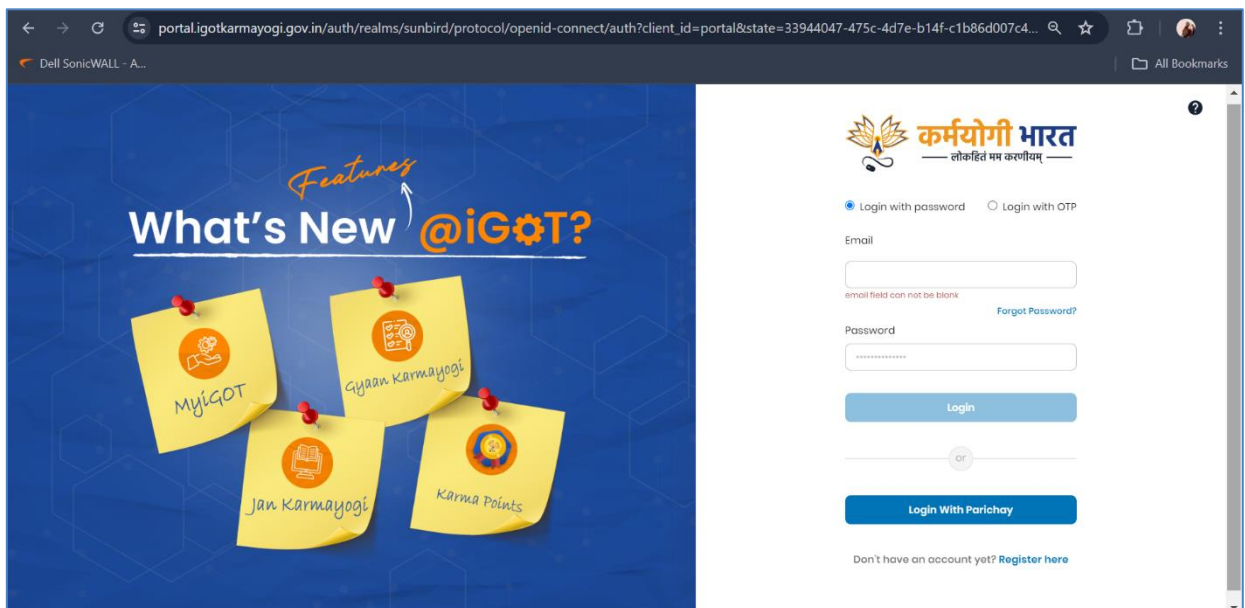 portal.igotkarmayogi.gov.in/auth/realms/sunbird/protocol/openid-connect/auth?client_id=portal&state=33944047-475c-4d7e-b14f-c1b86d007c4...
Dell SonicWALL - A...
All Bookmarks
Features
What's New @iGOT?
MyiGOT
Gyaan Karmayogi
Jan Karmayogi
Karma Points
कर्मयोगी भारत
लोकहितं मम करणीयम्
Login with password Login with OTP
Email
email field can not be blank
Forgot Password?
Password
Login
or
Login With Parichay
Don't have an account yet? Register here